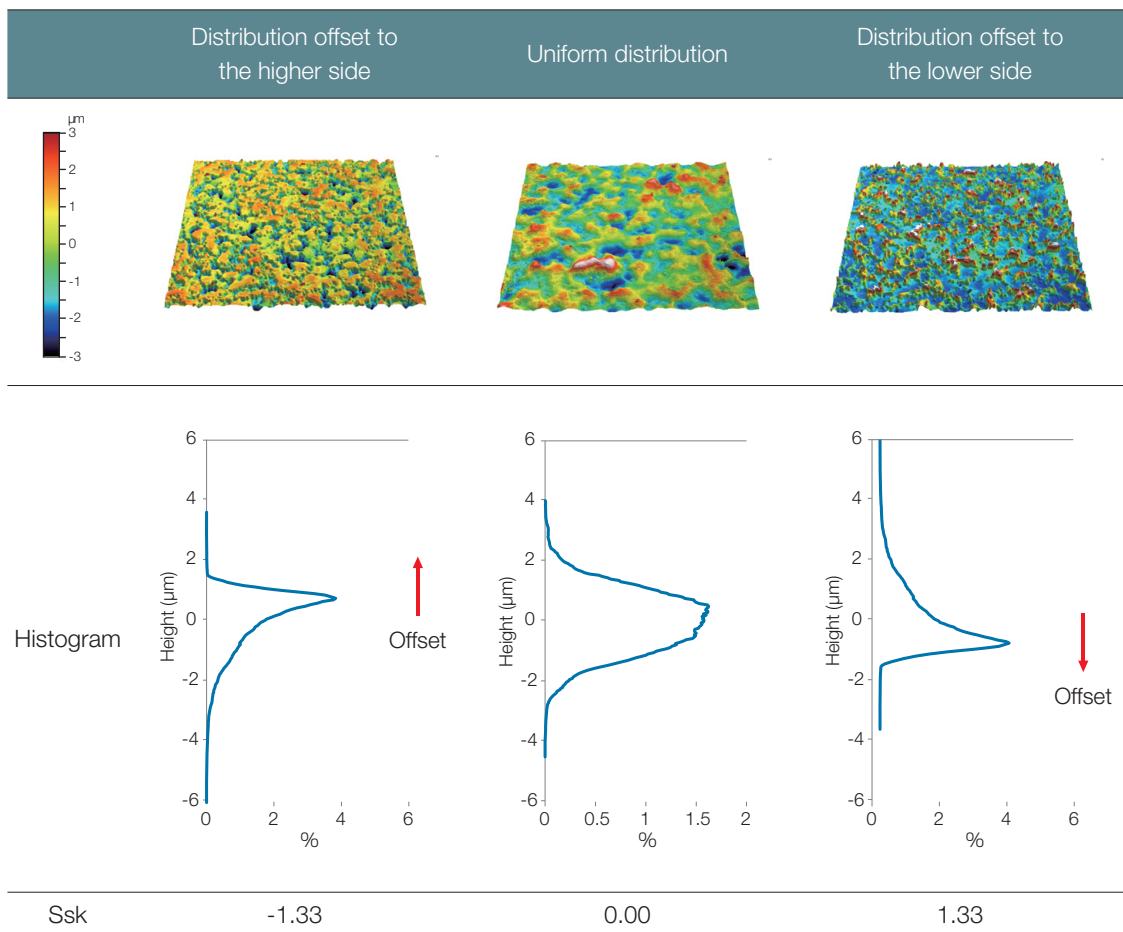 Distribution offset to
the higher side
Uniform distribution
Distribution offset to
the lower side
μm
3
2
1
0
-1
-2
-3
Histogram
Height (μm)
6
4
2
0
-2
-4
-6
0 2 4 6
%
Offset
Height (μm)
6
4
2
0
-2
-4
-6
0 0.5 1 1.5 2
%
Height (μm)
6
4
2
0
-2
-4
-6
0 2 4 6
%
Offset
Ssk -1.33 0.00 1.33